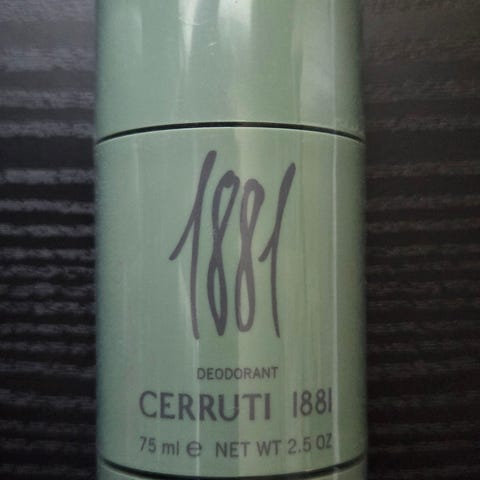 1881
DEODORANT
CERRUTI 1881
75 ml e NET WT 2.5 OZ